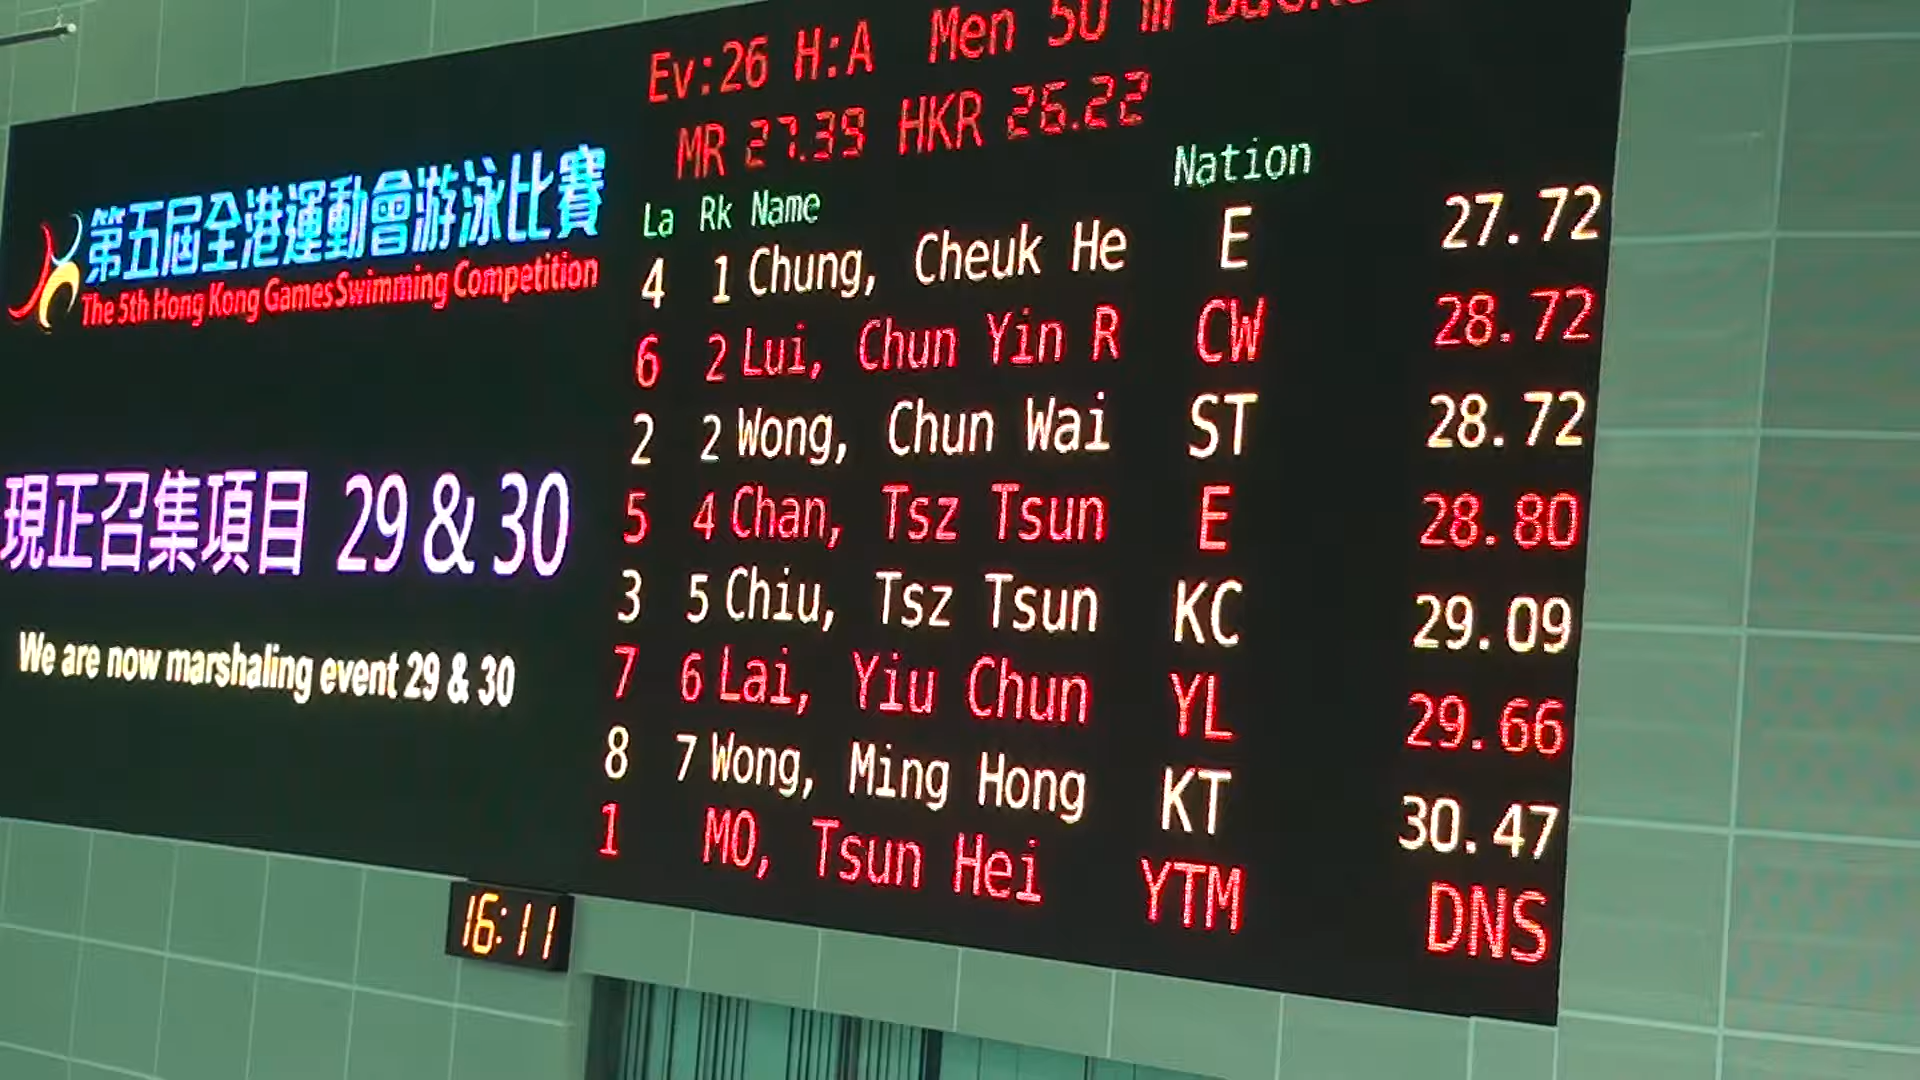 第五屆全港運動會游泳比賽
The 5th Hong Kong Games Swimming Competition
現正召集項目 29 & 30
We are now marshaling event 29 & 30
16:11
Ev:26 H:A Men 50 m
MR 27.39 HKR 26.22
La Rk Name Nation
4 1 Chung, Cheuk He E 27.72
6 2 Lui, Chun Yin R CW 28.72
2 2 Wong, Chun Wai ST 28.72
5 4 Chan, Tsz Tsun E 28.80
3 5 Chiu, Tsz Tsun KC 29.09
7 6 Lai, Yiu Chun YL 29.66
8 7 Wong, Ming Hong KT 30.47
1 MO, Tsun Hei YTM DNS